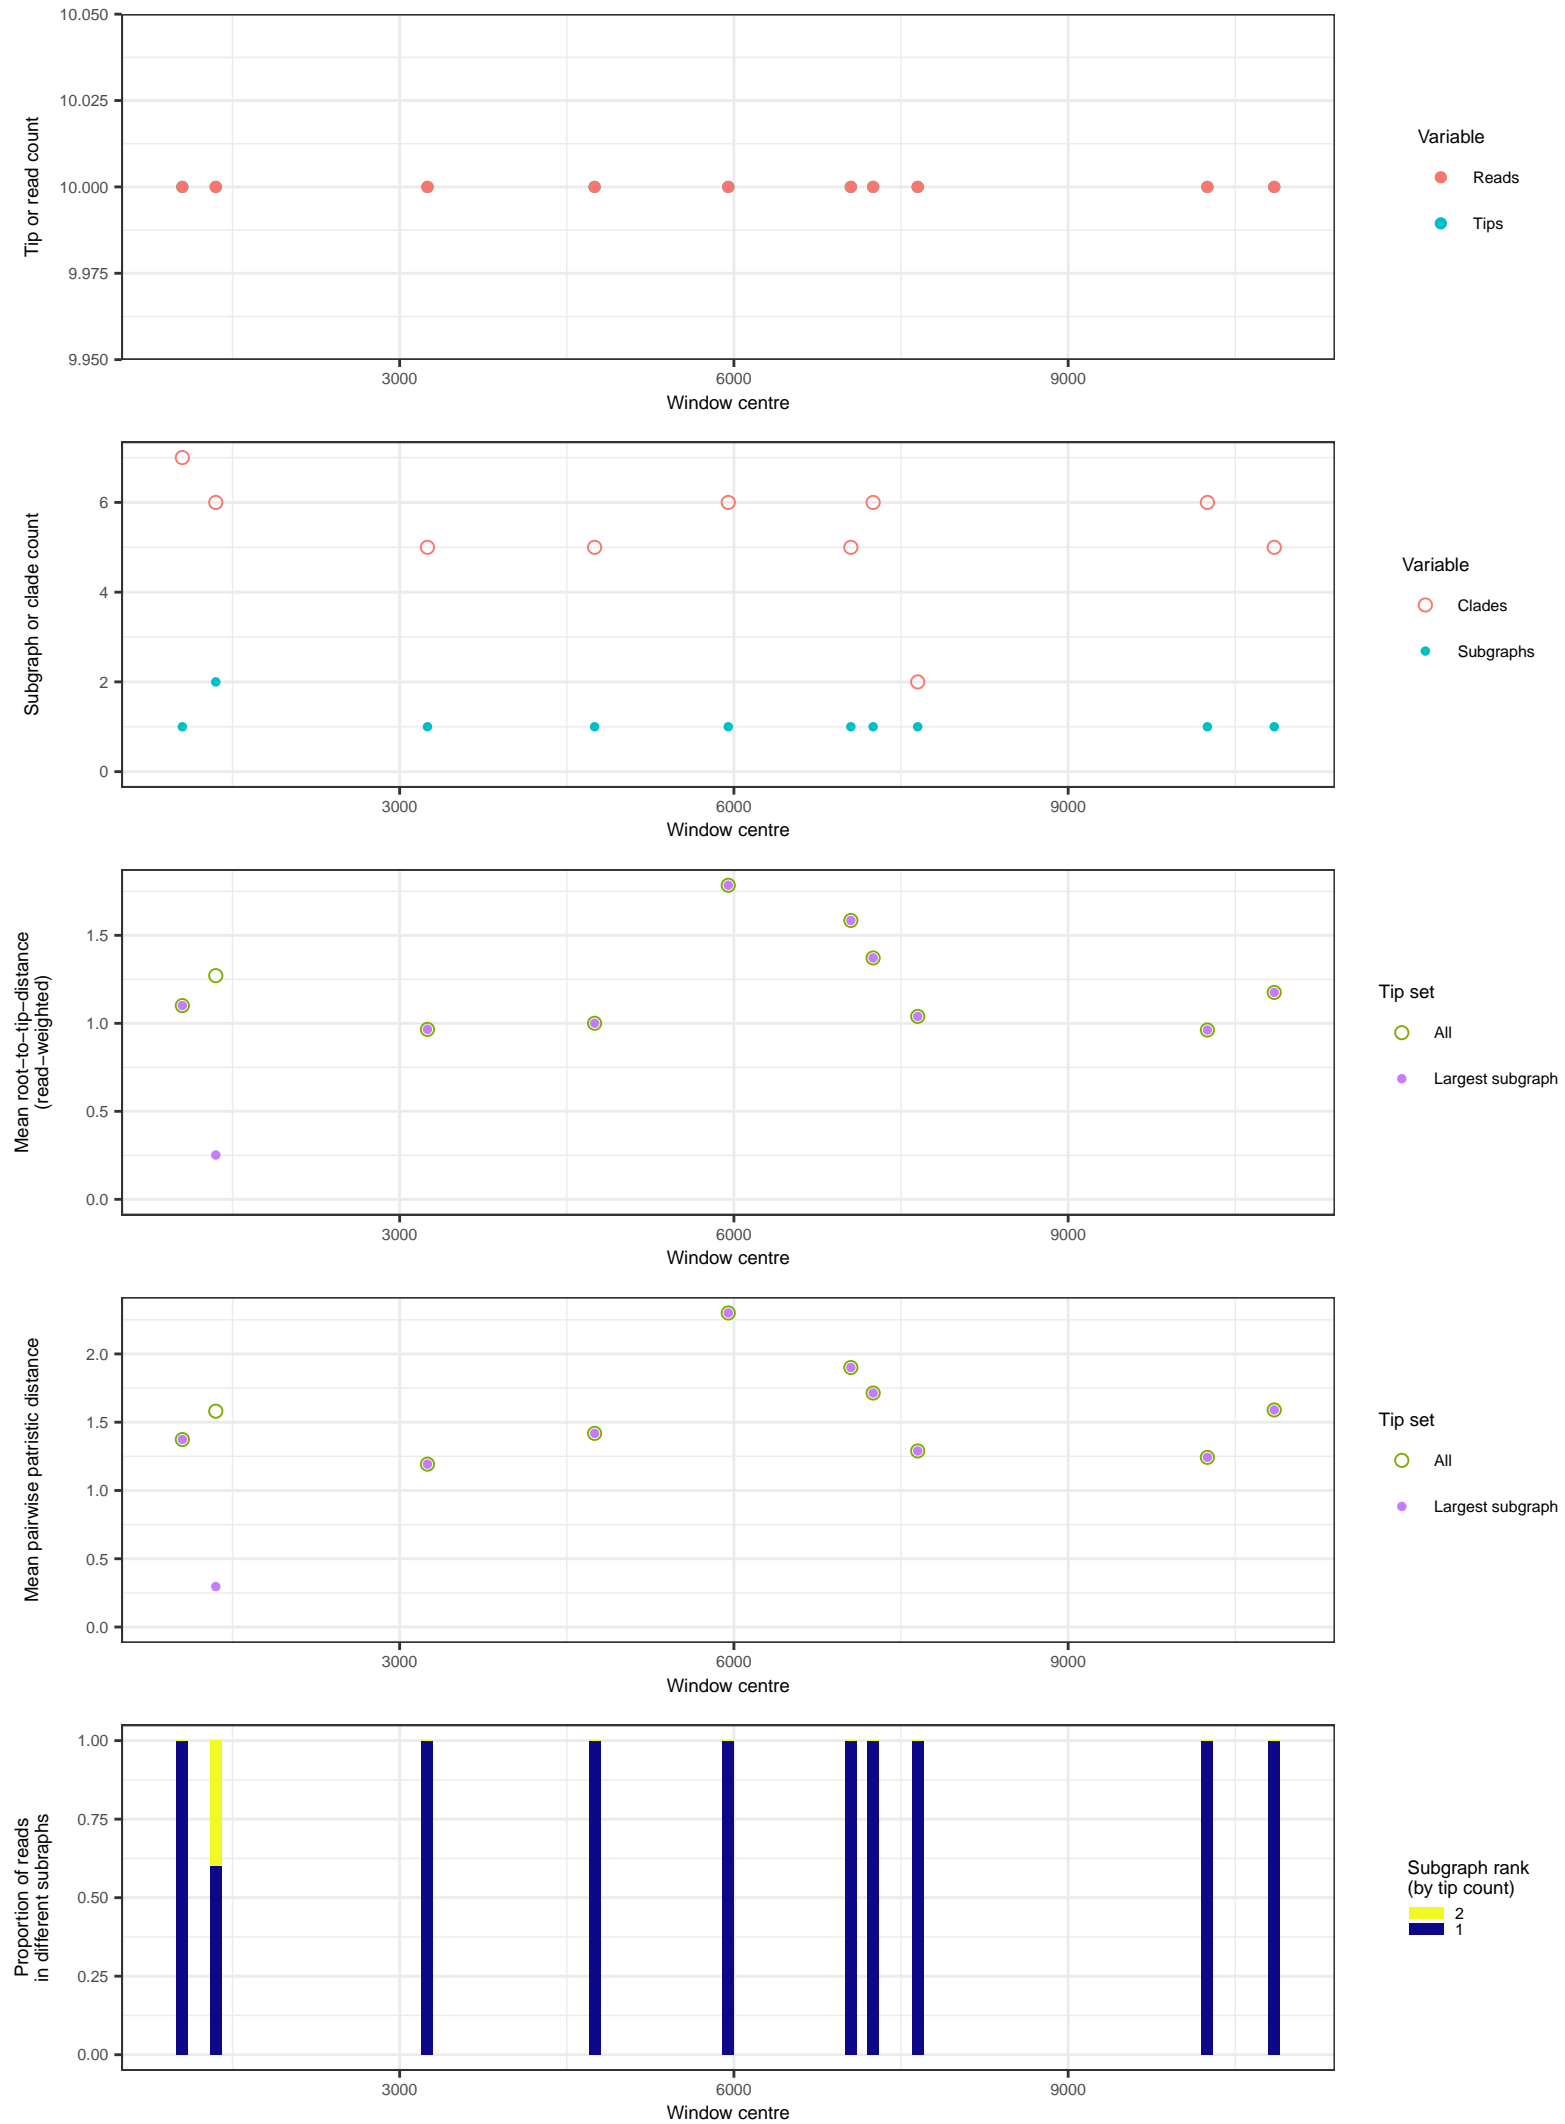 10.050
10.025
10.000
9.975
9.950
Tip or read count
3000 6000 9000
Window centre
Variable
Reads
Tips
6
4
2
0
Subgraph or clade count
3000 6000 9000
Window centre
Variable
Clades
Subgraphs
1.5
1.0
0.5
0.0
Mean root−to−tip−distance
(read−weighted)
3000 6000 9000
Window centre
Tip set
All
Largest subgraph
2.0
1.5
1.0
0.5
0.0
Mean pairwise patristic distance
3000 6000 9000
Window centre
Tip set
All
Largest subgraph
1.00
0.75
0.50
0.25
0.00
Proportion of reads
in different subraphs
3000 6000 9000
Window centre
Subgraph rank
(by tip count)
2
1